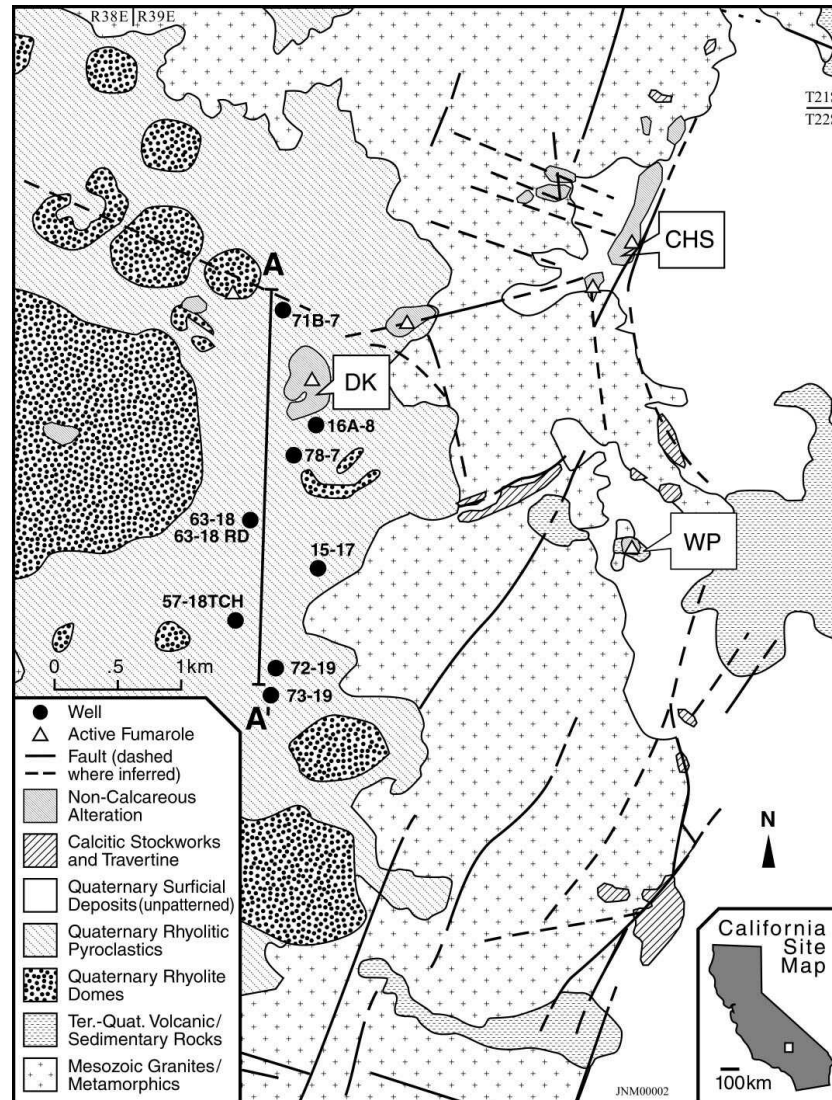 R38E R39E
T21S
T22S
CHS
A
71B-7
DK
16A-8
78-7
63-18
63-18 RD
15-17
WP
57-18TCH
0 .5 1km
72-19
73-19
A'
Well
Active Fumarole
Fault (dashed
where inferred)
Non-Calcareous
Alteration
Calcitic Stockworks
and Travertine
Quaternary Surficial
Deposits (unpatterned)
Quaternary Rhyolitic
Pyroclastics
Quaternary Rhyolite
Domes
Ter.-Quat. Volcanic/
Sedimentary Rocks
Mesozoic Granites/
Metamorphics
N
California
Site
Map
100km
JNM00002